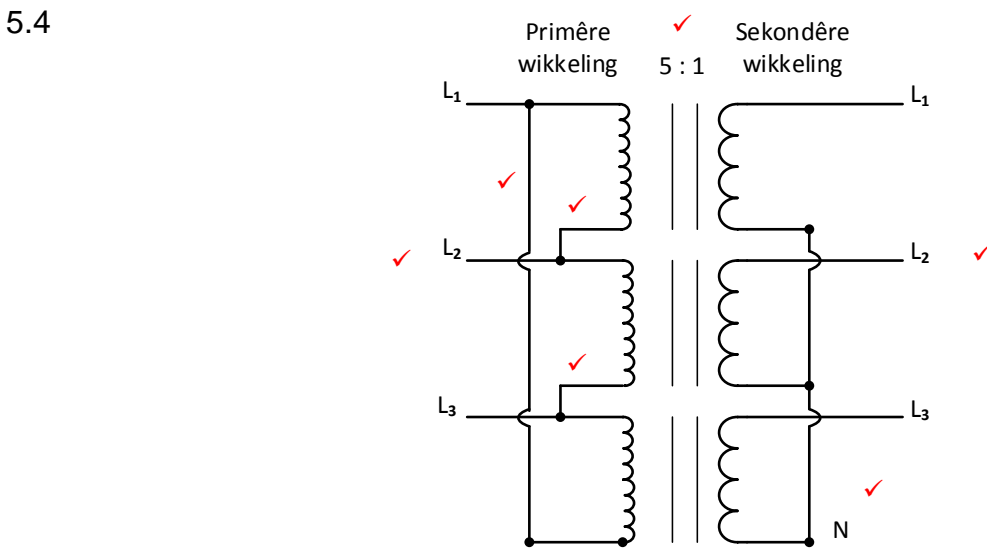 5.4
Primêre
wikkeling
5 : 1
Sekondêre
wikkeling
L₁
L₁
L₂
L₂
L₃
L₃
N